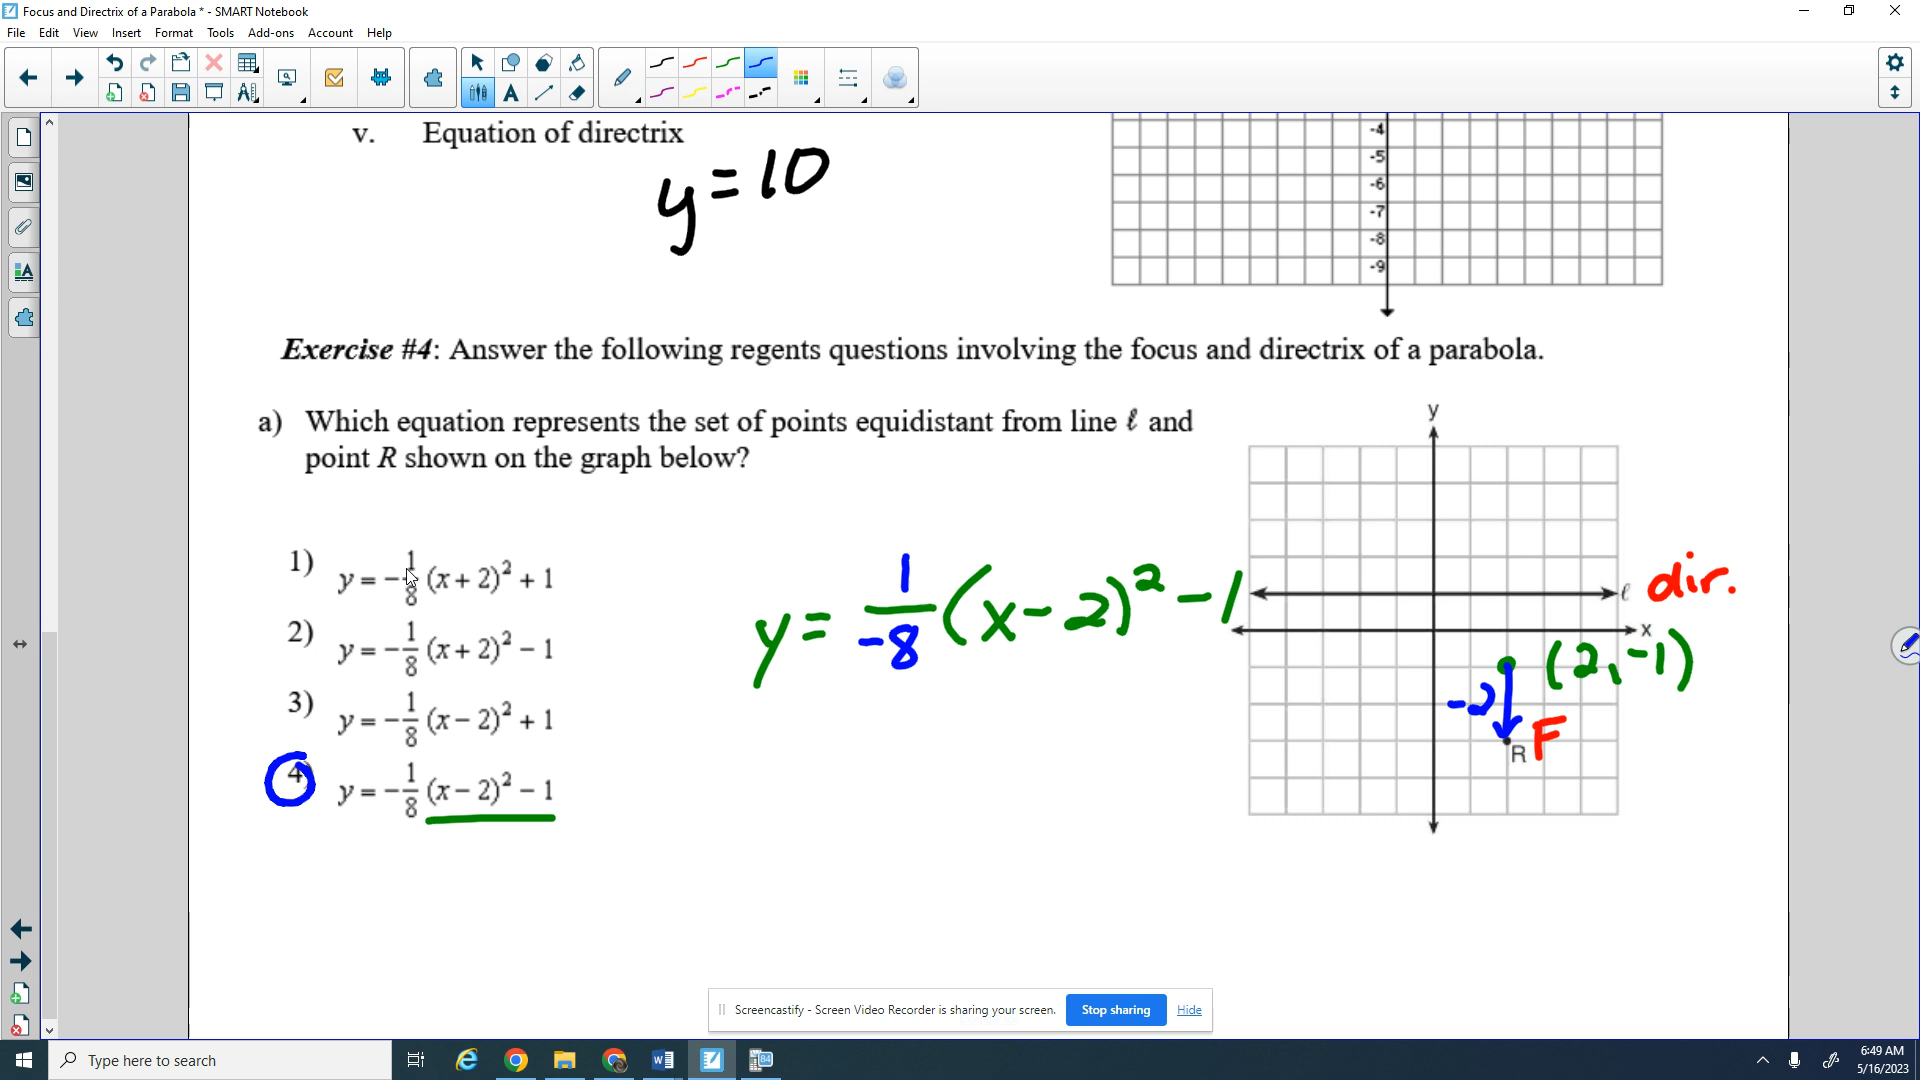 Focus and Directrix of a Parabola * - SMART Notebook
File Edit View Insert Format Tools Add-ons Account Help
v. Equation of directrix
y = 10
-4
-5
-6
-7
-8
-9
Exercise #4: Answer the following regents questions involving the focus and directrix of a parabola.
a) Which equation represents the set of points equidistant from line ℓ and
point R shown on the graph below?
y
1) y = -1/8 (x + 2)² + 1
2) y = -1/8 (x + 2)² - 1
3) y = -1/8 (x - 2)² + 1
4) y = -1/8 (x - 2)² - 1
y = 1/-8 (x - 2)² - 1
ℓ dir.
x
(2, -1)
-2
R F
Screencastify - Screen Video Recorder is sharing your screen. Stop sharing Hide
Type here to search
84
6:49 AM
5/16/2023